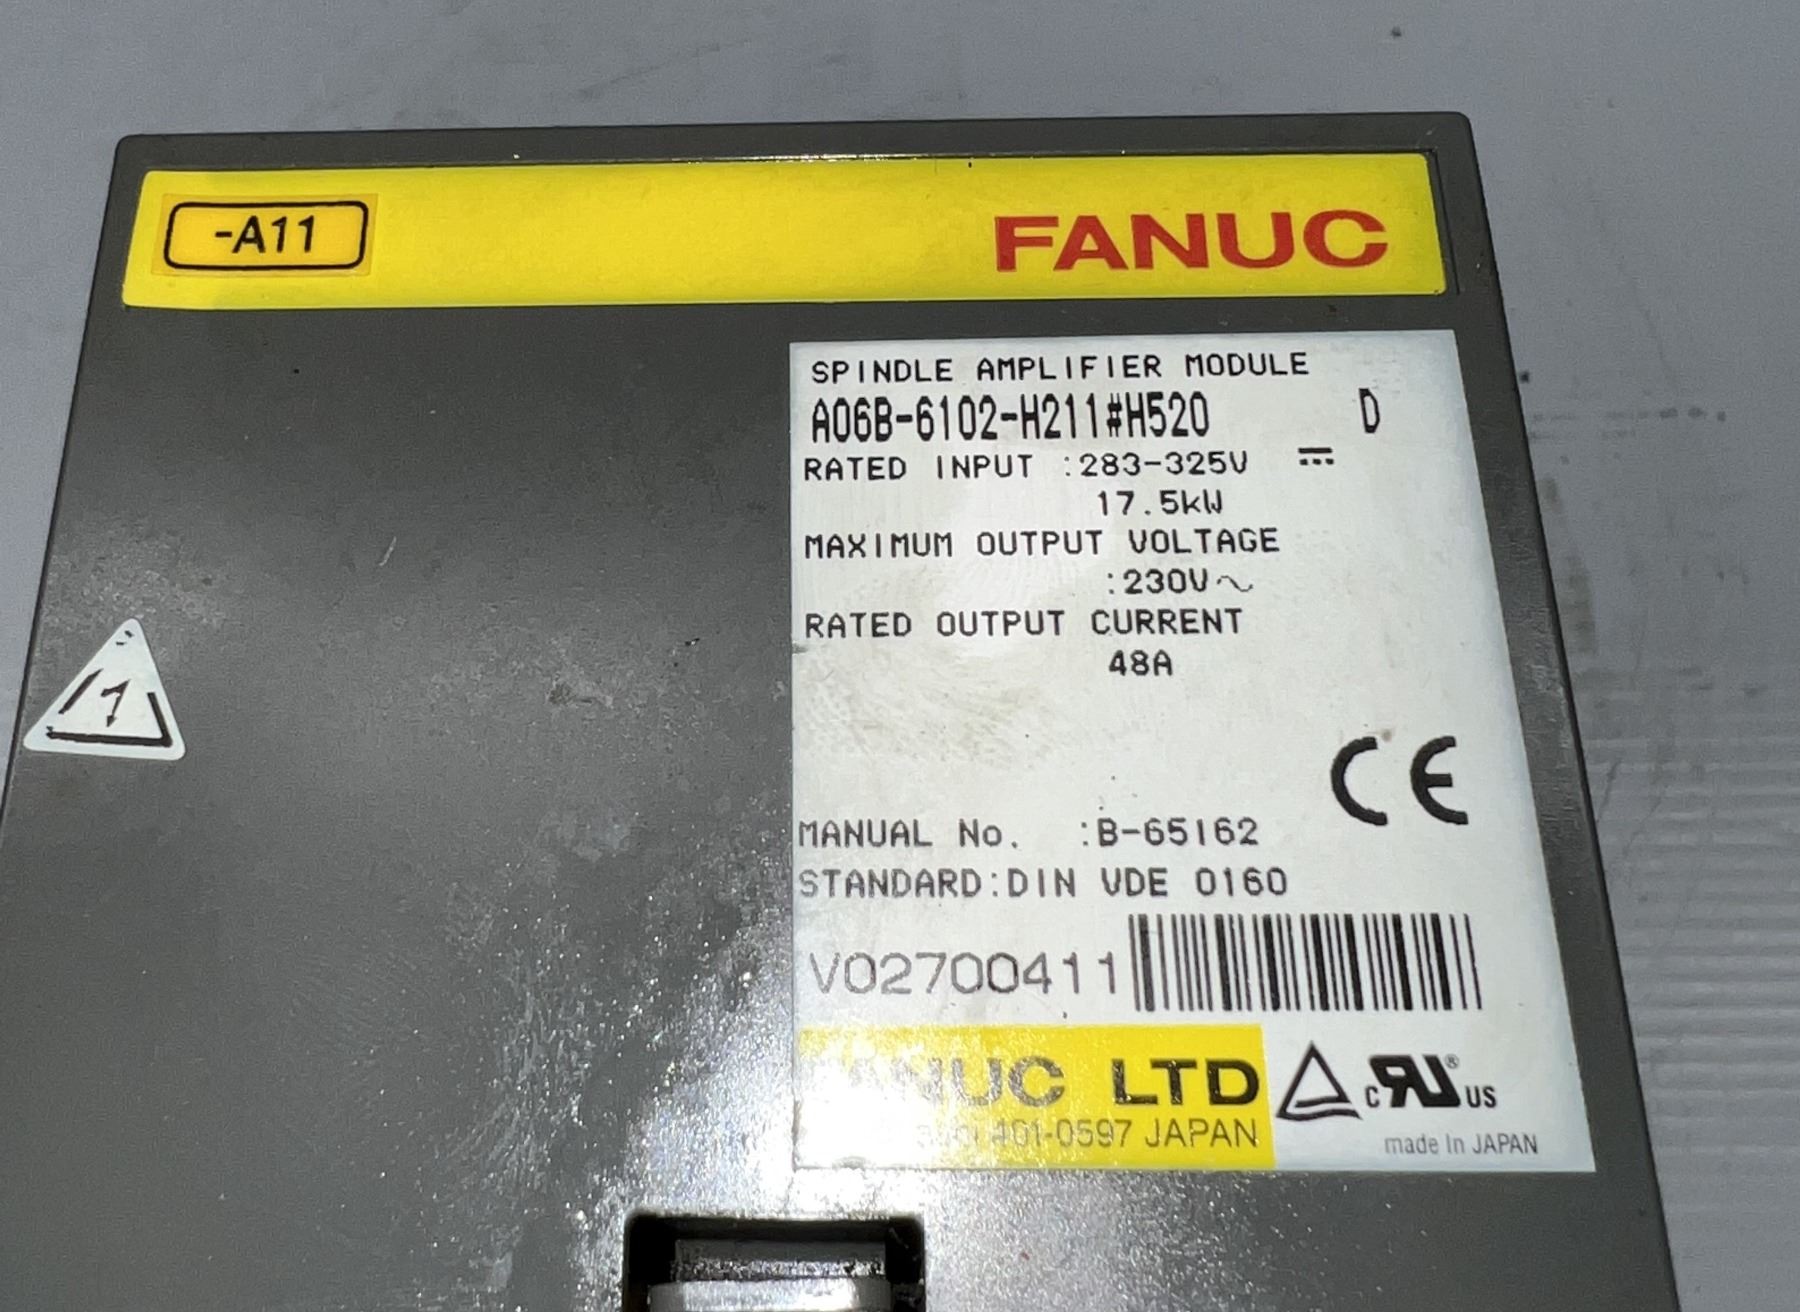 -A11
FANUC
SPINDLE AMPLIFIER MODULE
A06B-6102-H211#H520 D
RATED INPUT :283-325V ⎓
17.5kW
MAXIMUM OUTPUT VOLTAGE
:230V∼
RATED OUTPUT CURRENT
48A
CE
MANUAL No. :B-65162
STANDARD:DIN VDE 0160
V02700411
FANUC LTD
401-0597 JAPAN
c RU ® US
made in JAPAN